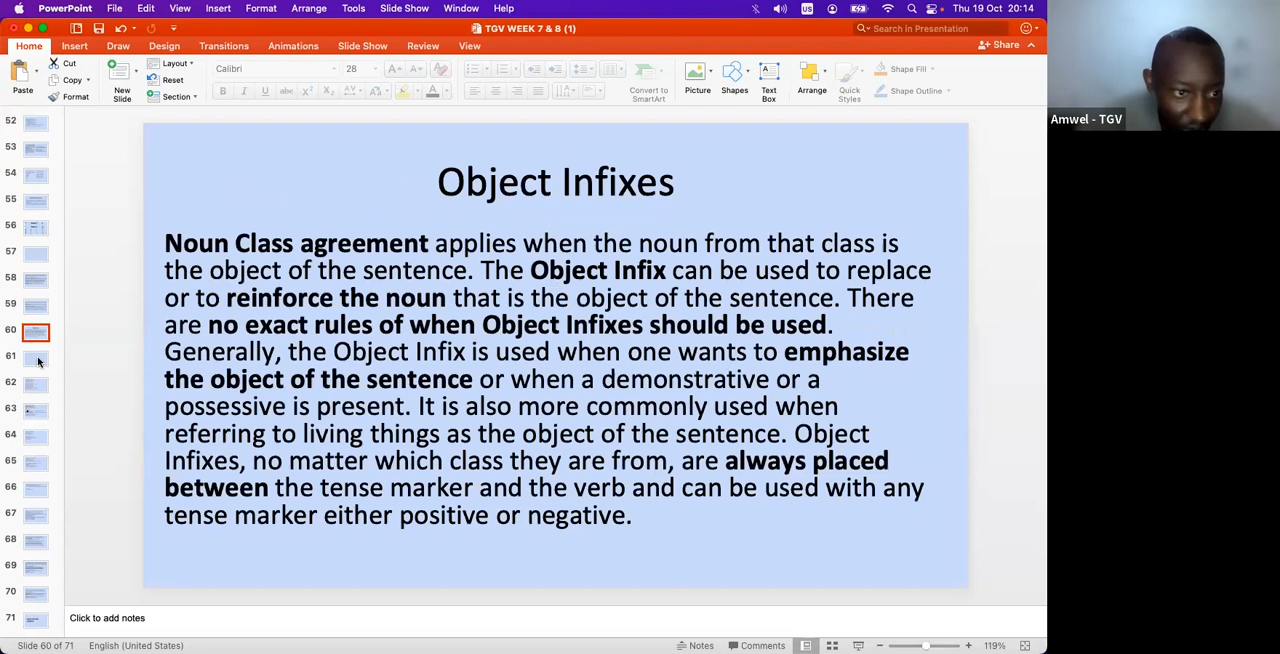 PowerPoint File Edit View Insert Format Arrange Tools Slide Show Window Help US Thu 19 Oct 20:14
TGV WEEK 7 & 8 (1) Search in Presentation
Home Insert Draw Design Transitions Animations Slide Show Review View Share
Paste Cut Copy Format New Slide Layout Reset Section Calibri 28 Convert to SmartArt Picture Shapes Text Box Arrange Quick Styles Shape Fill Shape Outline
B I U abc X² X₂ AV Aa A
52
53
54
55
56
57
58
59
60
61
62
63
64
65
66
67
68
69
70
71
Object Infixes
Noun Class agreement applies when the noun from that class is
the object of the sentence. The Object Infix can be used to replace
or to reinforce the noun that is the object of the sentence. There
are no exact rules of when Object Infixes should be used.
Generally, the Object Infix is used when one wants to emphasize
the object of the sentence or when a demonstrative or a
possessive is present. It is also more commonly used when
referring to living things as the object of the sentence. Object
Infixes, no matter which class they are from, are always placed
between the tense marker and the verb and can be used with any
tense marker either positive or negative.
Click to add notes
Slide 60 of 71 English (United States) Notes Comments 119%
Amwel - TGV